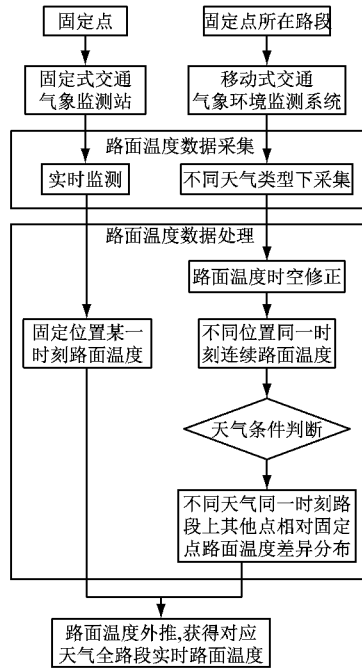 固定点
固定点所在路段
固定式交通
气象监测站
移动式交通
气象环境监测系统
路面温度数据采集
实时监测
不同天气类型下采集
路面温度数据处理
路面温度时空修正
固定位置某一
时刻路面温度
不同位置同一时
刻连续路面温度
天气条件判断
不同天气同一时刻路
段上其他点相对固定
点路面温度差异分布
路面温度外推,获得对应
天气全路段实时路面温度